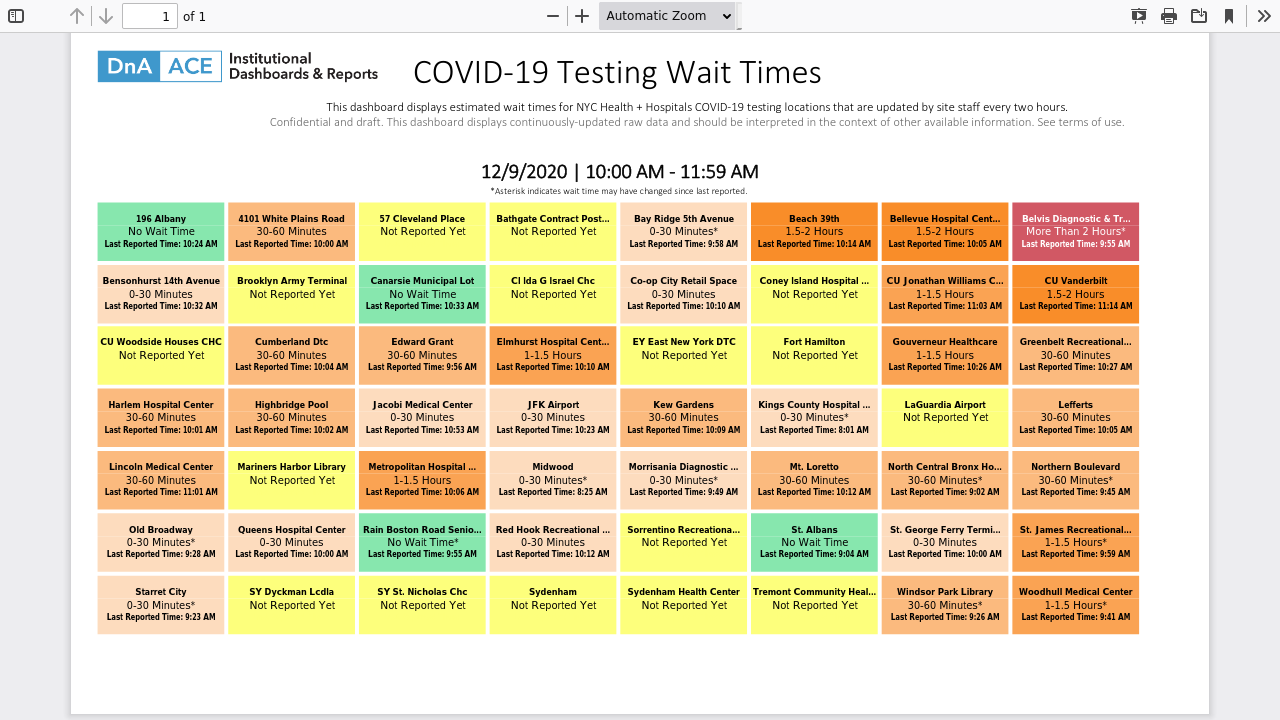 1 of 1
Automatic Zoom
DnA ACE Institutional
Dashboards & Reports
COVID-19 Testing Wait Times
This dashboard displays estimated wait times for NYC Health + Hospitals COVID-19 testing locations that are updated by site staff every two hours.
Confidential and draft. This dashboard displays continuously-updated raw data and should be interpreted in the context of other available information. See terms of use.
12/9/2020 | 10:00 AM - 11:59 AM
*Asterisk indicates wait time may have changed since last reported.
196 Albany
No Wait Time
Last Reported Time: 10:24 AM
4101 White Plains Road
30-60 Minutes
Last Reported Time: 10:00 AM
57 Cleveland Place
Not Reported Yet
Bathgate Contract Post...
Not Reported Yet
Bay Ridge 5th Avenue
0-30 Minutes*
Last Reported Time: 9:58 AM
Beach 39th
1.5-2 Hours
Last Reported Time: 10:14 AM
Bellevue Hospital Cent...
1.5-2 Hours
Last Reported Time: 10:05 AM
Belvis Diagnostic & Tr...
More Than 2 Hours*
Last Reported Time: 9:55 AM
Bensonhurst 14th Avenue
0-30 Minutes
Last Reported Time: 10:32 AM
Brooklyn Army Terminal
Not Reported Yet
Canarsie Municipal Lot
No Wait Time
Last Reported Time: 10:33 AM
CI Ida G Israel Chc
Not Reported Yet
Co-op City Retail Space
0-30 Minutes
Last Reported Time: 10:10 AM
Coney Island Hospital ...
Not Reported Yet
CU Jonathan Williams C...
1-1.5 Hours
Last Reported Time: 11:03 AM
CU Vanderbilt
1.5-2 Hours
Last Reported Time: 11:14 AM
CU Woodside Houses CHC
Not Reported Yet
Cumberland Dtc
30-60 Minutes
Last Reported Time: 10:04 AM
Edward Grant
30-60 Minutes
Last Reported Time: 9:56 AM
Elmhurst Hospital Cent...
1-1.5 Hours
Last Reported Time: 10:10 AM
EY East New York DTC
Not Reported Yet
Fort Hamilton
Not Reported Yet
Gouverneur Healthcare
1-1.5 Hours
Last Reported Time: 10:26 AM
Greenbelt Recreational...
30-60 Minutes
Last Reported Time: 10:27 AM
Harlem Hospital Center
30-60 Minutes
Last Reported Time: 10:01 AM
Highbridge Pool
30-60 Minutes
Last Reported Time: 10:02 AM
Jacobi Medical Center
0-30 Minutes
Last Reported Time: 10:53 AM
JFK Airport
0-30 Minutes
Last Reported Time: 10:23 AM
Kew Gardens
30-60 Minutes
Last Reported Time: 10:09 AM
Kings County Hospital ...
0-30 Minutes*
Last Reported Time: 8:01 AM
LaGuardia Airport
Not Reported Yet
Lefferts
30-60 Minutes
Last Reported Time: 10:05 AM
Lincoln Medical Center
30-60 Minutes
Last Reported Time: 11:01 AM
Mariners Harbor Library
Not Reported Yet
Metropolitan Hospital ...
1-1.5 Hours
Last Reported Time: 10:06 AM
Midwood
0-30 Minutes*
Last Reported Time: 8:25 AM
Morrisania Diagnostic ...
0-30 Minutes*
Last Reported Time: 9:49 AM
Mt. Loretto
30-60 Minutes
Last Reported Time: 10:12 AM
North Central Bronx Ho...
30-60 Minutes*
Last Reported Time: 9:02 AM
Northern Boulevard
30-60 Minutes*
Last Reported Time: 9:45 AM
Old Broadway
0-30 Minutes*
Last Reported Time: 9:28 AM
Queens Hospital Center
0-30 Minutes
Last Reported Time: 10:00 AM
Rain Boston Road Senio...
No Wait Time*
Last Reported Time: 9:55 AM
Red Hook Recreational ...
0-30 Minutes
Last Reported Time: 10:12 AM
Sorrentino Recreationa...
Not Reported Yet
St. Albans
No Wait Time
Last Reported Time: 9:04 AM
St. George Ferry Termi...
0-30 Minutes
Last Reported Time: 10:00 AM
St. James Recreational...
1-1.5 Hours*
Last Reported Time: 9:59 AM
Starret City
0-30 Minutes*
Last Reported Time: 9:23 AM
SY Dyckman Lcdla
Not Reported Yet
SY St. Nicholas Chc
Not Reported Yet
Sydenham
Not Reported Yet
Sydenham Health Center
Not Reported Yet
Tremont Community Heal...
Not Reported Yet
Windsor Park Library
30-60 Minutes*
Last Reported Time: 9:26 AM
Woodhull Medical Center
1-1.5 Hours*
Last Reported Time: 9:41 AM